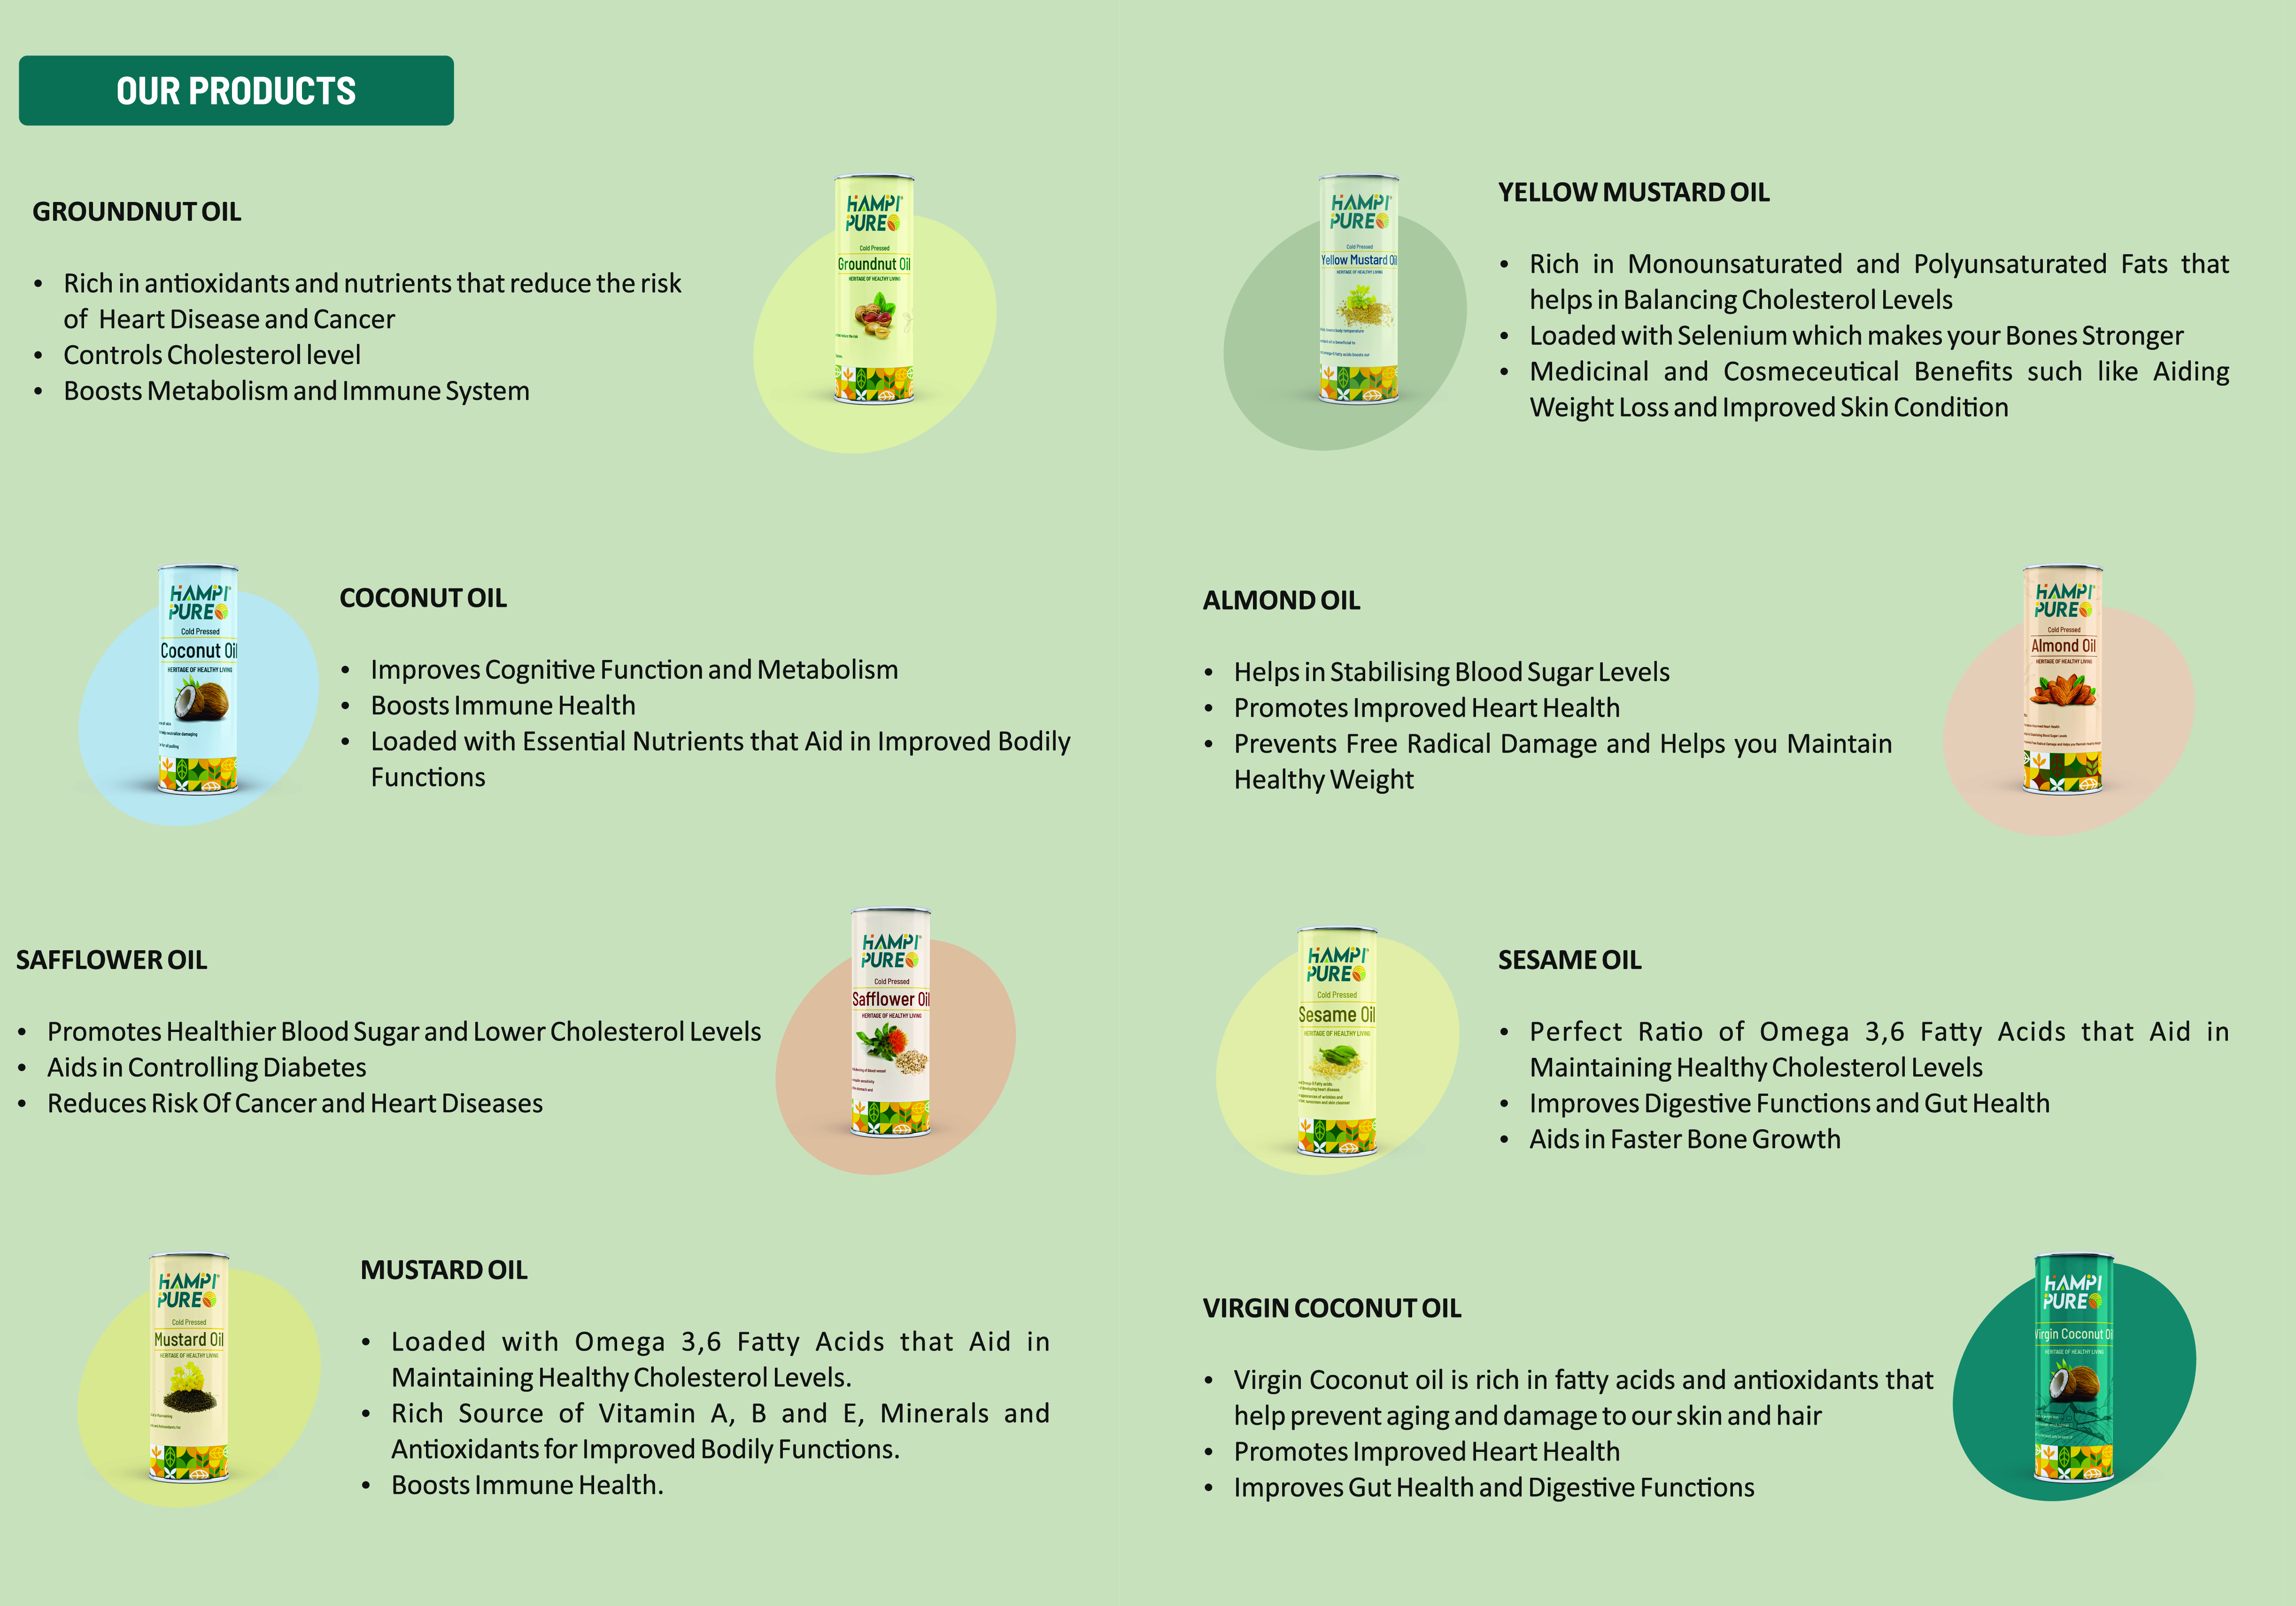 OUR PRODUCTS
GROUNDNUT OIL
• Rich in antioxidants and nutrients that reduce the risk
of Heart Disease and Cancer
• Controls Cholesterol level
• Boosts Metabolism and Immune System
HAMPI
PURE
Cold Pressed
Groundnut Oil
HERITAGE OF HEALTHY LIVING
COCONUT OIL
• Improves Cognitive Function and Metabolism
• Boosts Immune Health
• Loaded with Essential Nutrients that Aid in Improved Bodily
Functions
HAMPI
PURE
Cold Pressed
Coconut Oil
HERITAGE OF HEALTHY LIVING
SAFFLOWER OIL
• Promotes Healthier Blood Sugar and Lower Cholesterol Levels
• Aids in Controlling Diabetes
• Reduces Risk Of Cancer and Heart Diseases
HAMPI
PURE
Cold Pressed
Safflower Oil
HERITAGE OF HEALTHY LIVING
MUSTARD OIL
• Loaded with Omega 3,6 Fatty Acids that Aid in
Maintaining Healthy Cholesterol Levels.
• Rich Source of Vitamin A, B and E, Minerals and
Antioxidants for Improved Bodily Functions.
• Boosts Immune Health.
HAMPI
PURE
Cold Pressed
Mustard Oil
HERITAGE OF HEALTHY LIVING
YELLOW MUSTARD OIL
• Rich in Monounsaturated and Polyunsaturated Fats that
helps in Balancing Cholesterol Levels
• Loaded with Selenium which makes your Bones Stronger
• Medicinal and Cosmeceutical Benefits such like Aiding
Weight Loss and Improved Skin Condition
HAMPI
PURE
Cold Pressed
Yellow Mustard Oil
HERITAGE OF HEALTHY LIVING
ALMOND OIL
• Helps in Stabilising Blood Sugar Levels
• Promotes Improved Heart Health
• Prevents Free Radical Damage and Helps you Maintain
Healthy Weight
HAMPI
PURE
Cold Pressed
Almond Oil
HERITAGE OF HEALTHY LIVING
SESAME OIL
• Perfect Ratio of Omega 3,6 Fatty Acids that Aid in
Maintaining Healthy Cholesterol Levels
• Improves Digestive Functions and Gut Health
• Aids in Faster Bone Growth
HAMPI
PURE
Cold Pressed
Sesame Oil
HERITAGE OF HEALTHY LIVING
VIRGIN COCONUT OIL
• Virgin Coconut oil is rich in fatty acids and antioxidants that
help prevent aging and damage to our skin and hair
• Promotes Improved Heart Health
• Improves Gut Health and Digestive Functions
HAMPI
PURE
Virgin Coconut Oil
HERITAGE OF HEALTHY LIVING